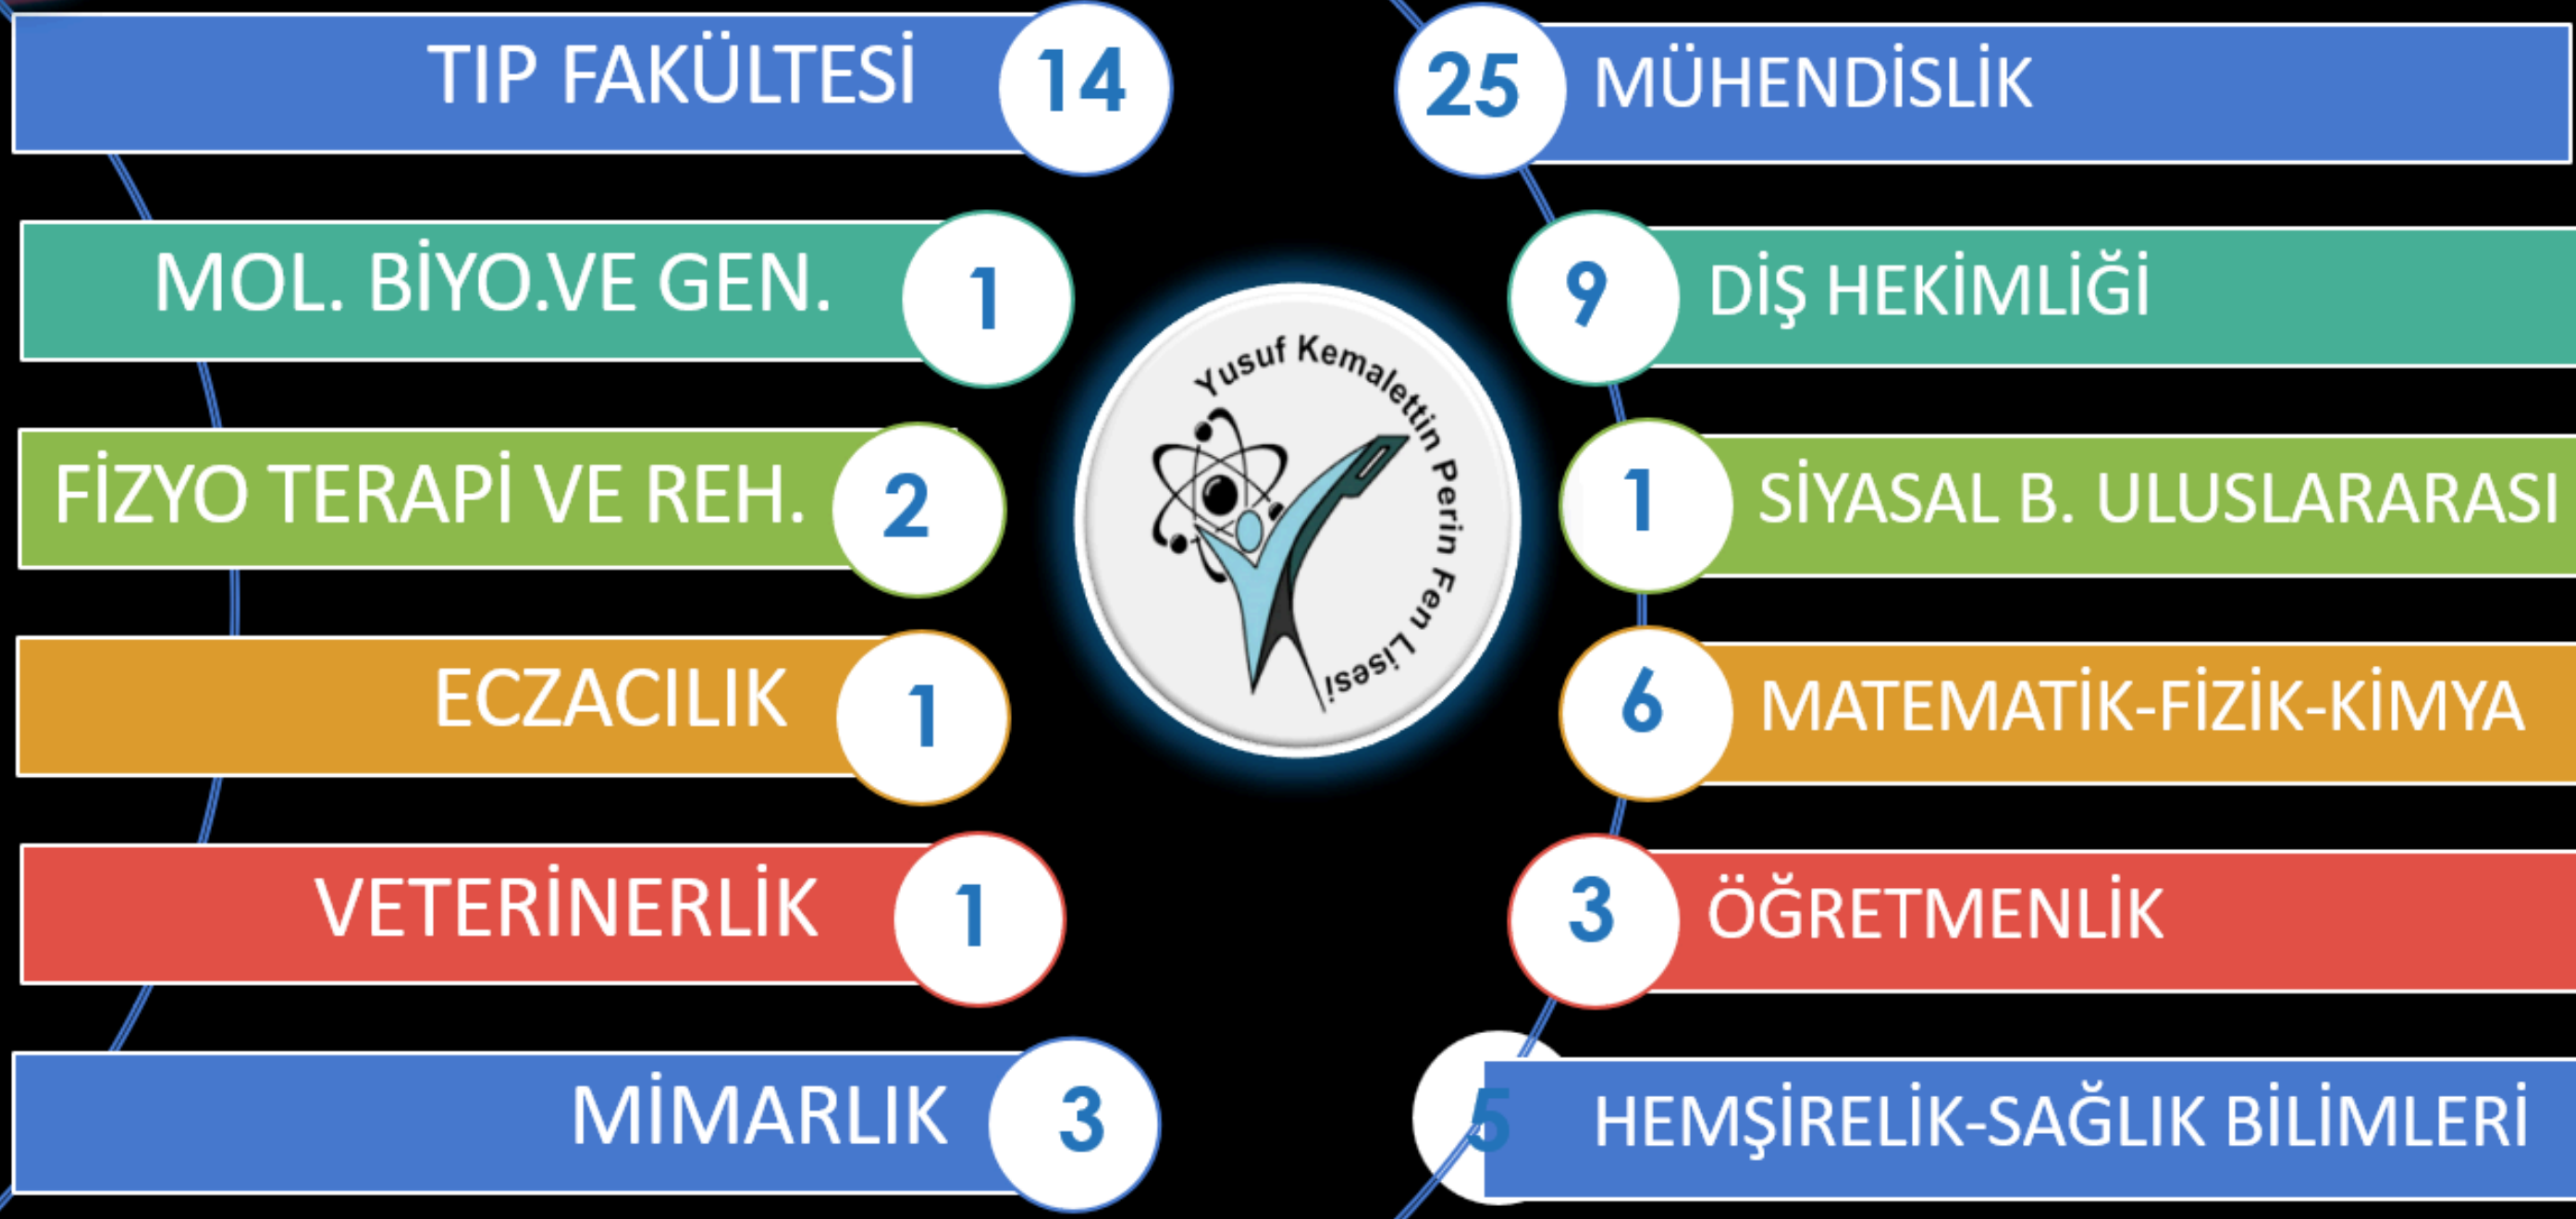 TIP FAKÜLTESİ 14
MOL. BİYO.VE GEN. 1
FİZYO TERAPİ VE REH. 2
ECZACILIK 1
VETERİNERLİK 1
MİMARLIK 3
Yusuf Kemalettin Perin Fen Lisesi
25 MÜHENDİSLİK
9 DİŞ HEKİMLİĞİ
1 SİYASAL B. ULUSLARARASI
6 MATEMATİK-FİZİK-KİMYA
3 ÖĞRETMENLİK
5 HEMŞİRELİK-SAĞLIK BİLİMLERİ